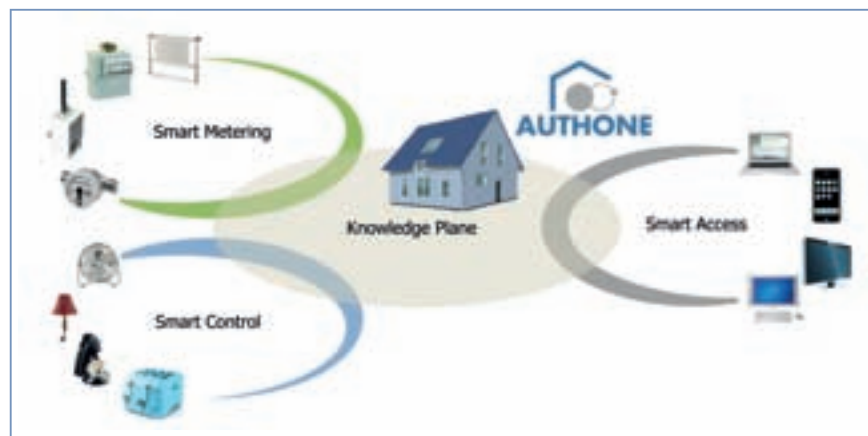 Smart Metering
AUTHONE
Knowledge Plane
Smart Access
Smart Control